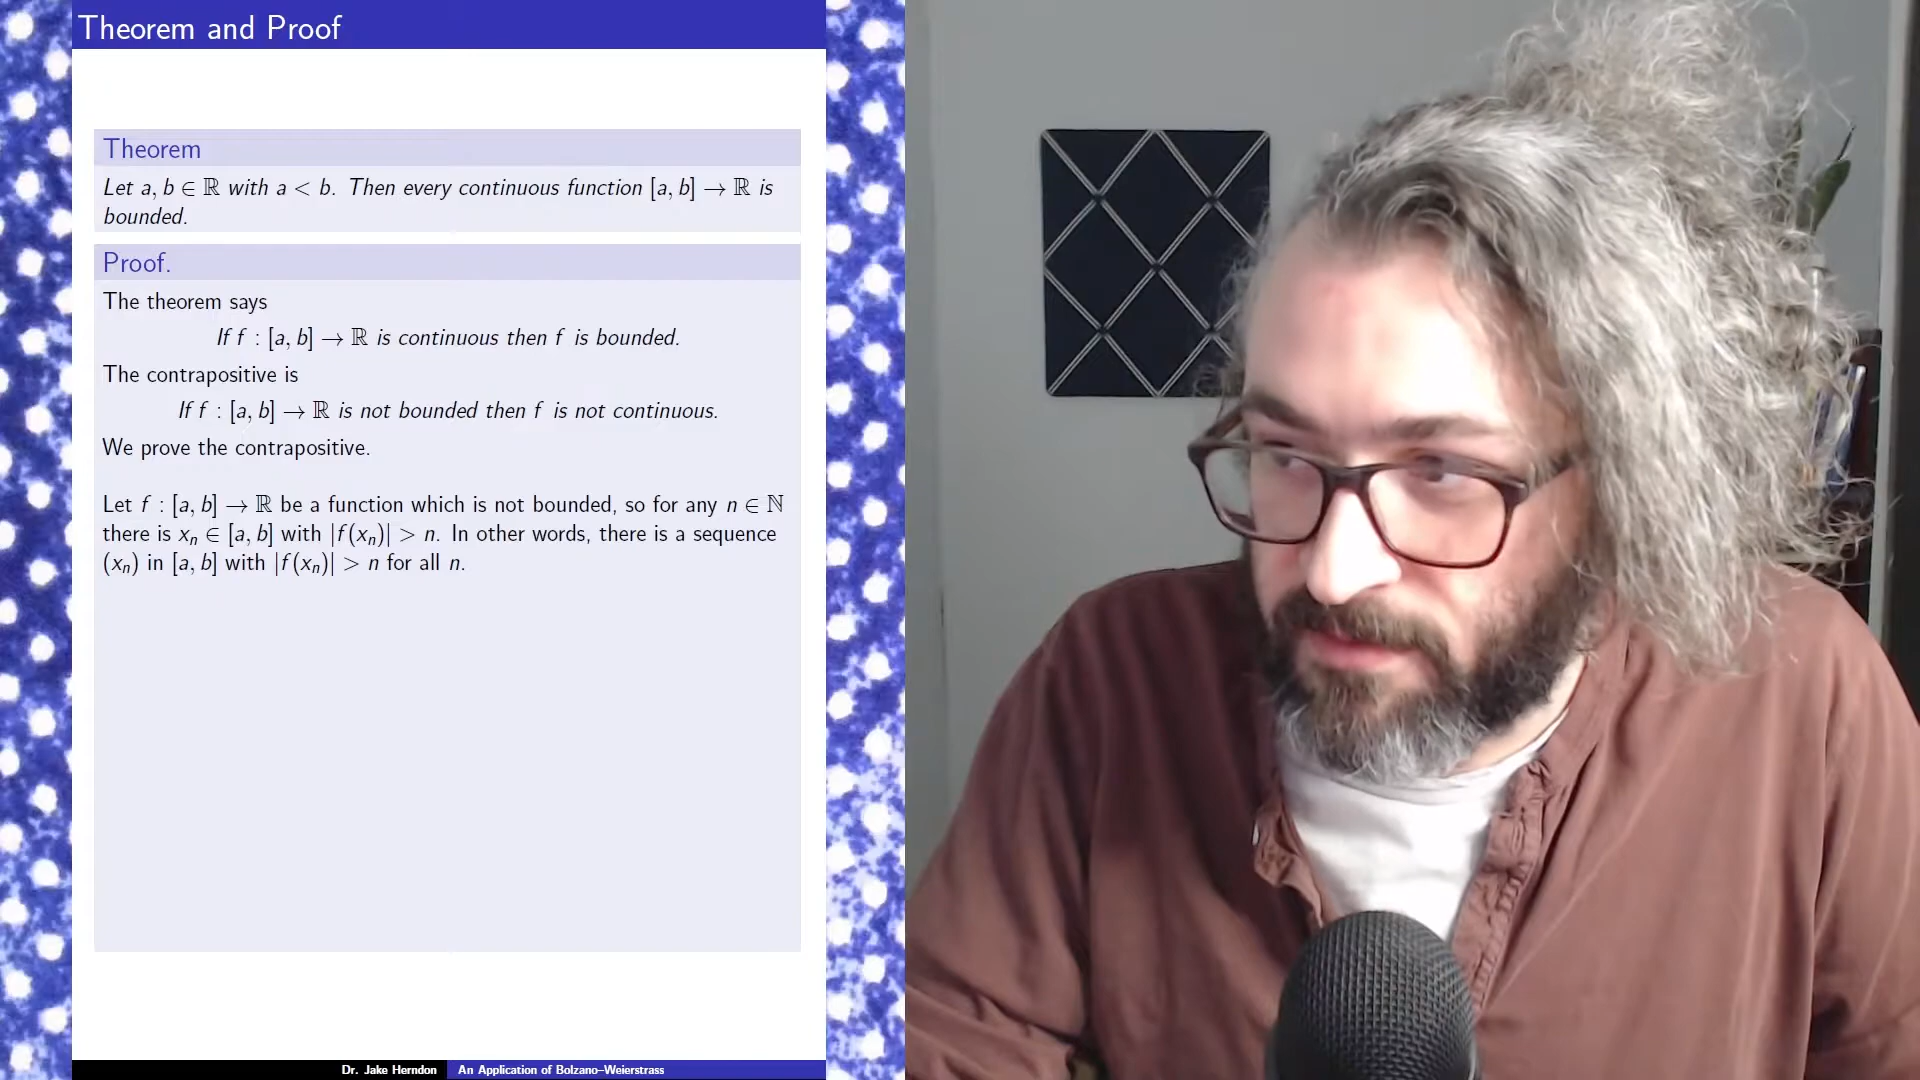 Theorem and Proof
Theorem
Let a, b ∈ ℝ with a < b. Then every continuous function [a, b] → ℝ is
bounded.
Proof.
The theorem says
If f : [a, b] → ℝ is continuous then f is bounded.
The contrapositive is
If f : [a, b] → ℝ is not bounded then f is not continuous.
We prove the contrapositive.
Let f : [a, b] → ℝ be a function which is not bounded, so for any n ∈ ℕ
there is xₙ ∈ [a, b] with |f(xₙ)| > n. In other words, there is a sequence
(xₙ) in [a, b] with |f(xₙ)| > n for all n.
Dr. Jake Herndon An Application of Bolzano–Weierstrass